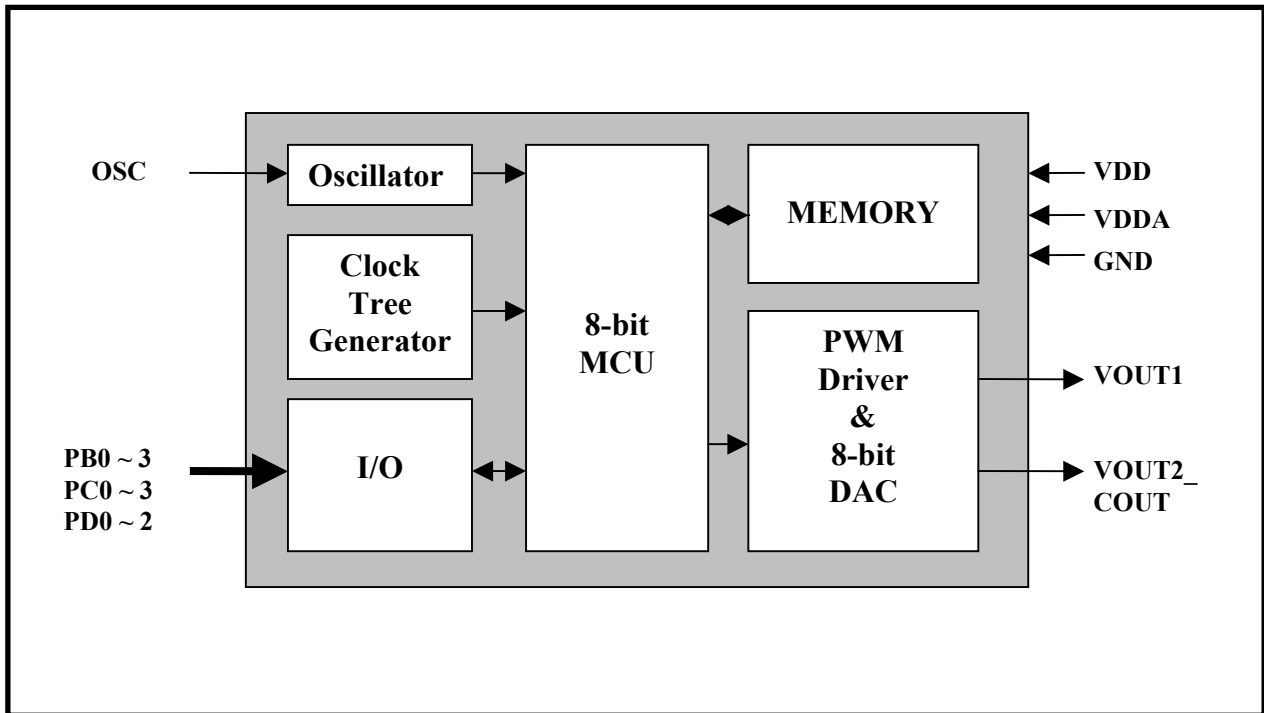 OSC
Oscillator
Clock
Tree
Generator
PB0 ~ 3
PC0 ~ 3
PD0 ~ 2
I/O
8-bit
MCU
MEMORY
PWM
Driver
&
8-bit
DAC
VDD
VDDA
GND
VOUT1
VOUT2_
COUT